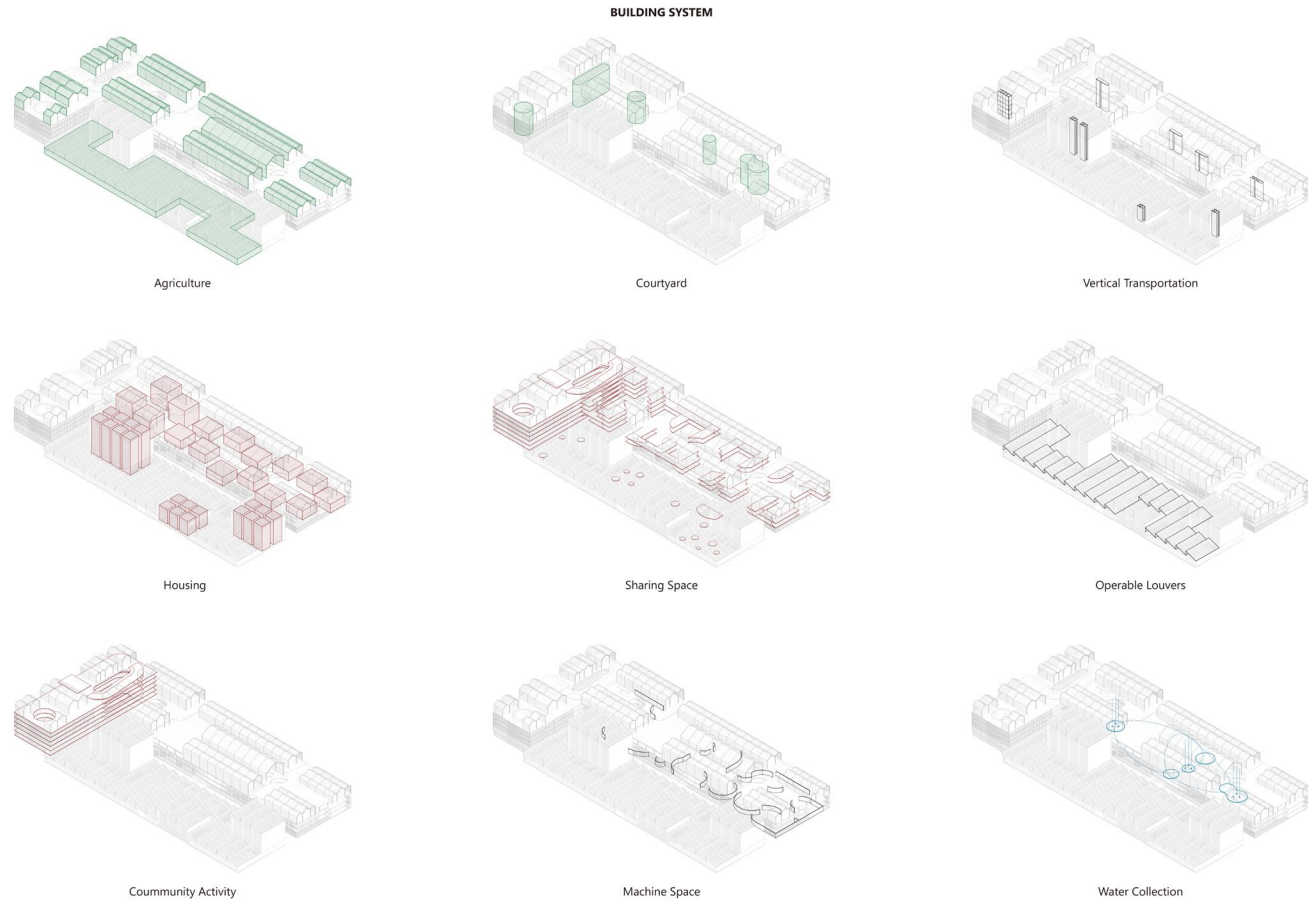 BUILDING SYSTEM
Agriculture
Courtyard
Vertical Transportation
Housing
Sharing Space
Operable Louvers
Coummunity Activity
Machine Space
Water Collection